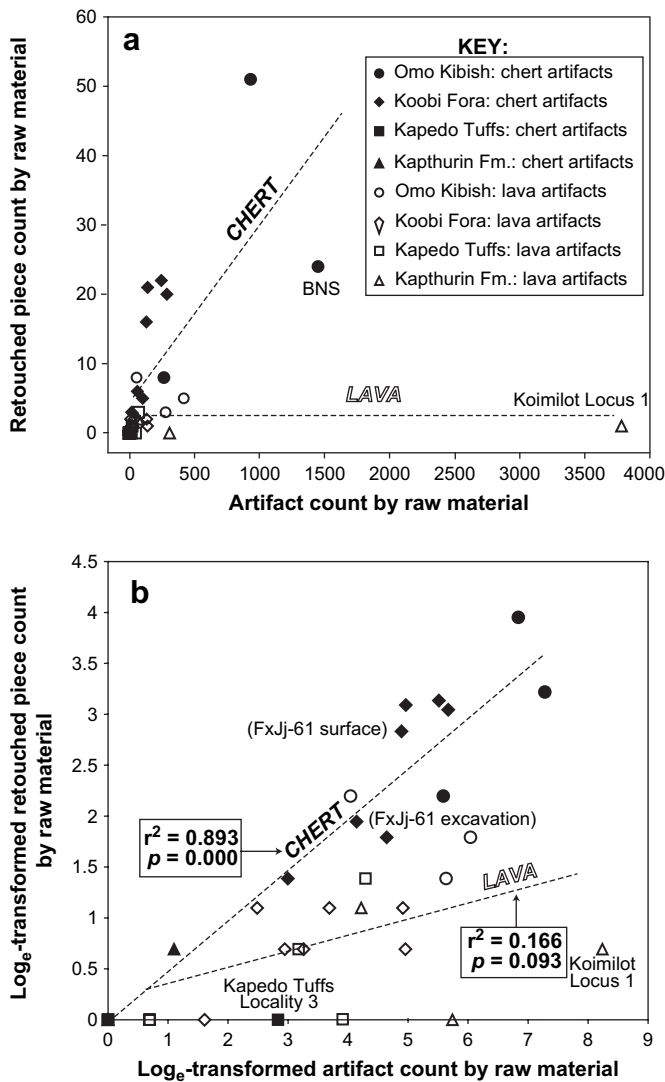 a
KEY:
Omo Kibish: chert artifacts
Koobi Fora: chert artifacts
Kapedo Tuffs: chert artifacts
Kapthurin Fm.: chert artifacts
Omo Kibish: lava artifacts
Koobi Fora: lava artifacts
Kapedo Tuffs: lava artifacts
Kapthurin Fm.: lava artifacts
Retouched piece count by raw material
60
50
40
30
20
10
0
CHERT
BNS
LAVA
Koimilot Locus 1
0 500 1000 1500 2000 2500 3000 3500 4000
Artifact count by raw material
b
Logₑ-transformed retouched piece count
by raw material
4.5
4
3.5
3
2.5
2
1.5
1
0.5
0
(FxJj-61 surface)
(FxJj-61 excavation)
r² = 0.893
p = 0.000
CHERT
LAVA
r² = 0.166
p = 0.093
Koimilot
Locus 1
Kapedo Tuffs
Locality 3
0 1 2 3 4 5 6 7 8 9
Logₑ-transformed artifact count by raw material